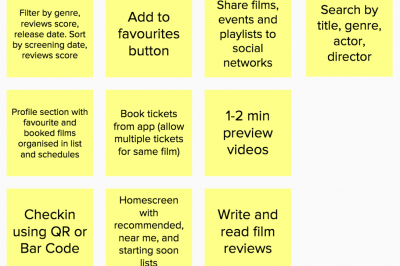 Filter by genre,
reviews score,
release date. Sort
by screening date,
reviews score
Add to
favourites
button
Share films,
events and
playlists to
social
networks
Search by
title, genre,
actor,
director
Profile section with
favourite and
booked films
organised in list
and schedules
Book tickets
from app (allow
multiple tickets
for same film)
1-2 min
preview
videos
Checkin
using QR or
Bar Code
Homescreen
with
recommended,
near me, and
starting soon
lists
Write and
read film
reviews